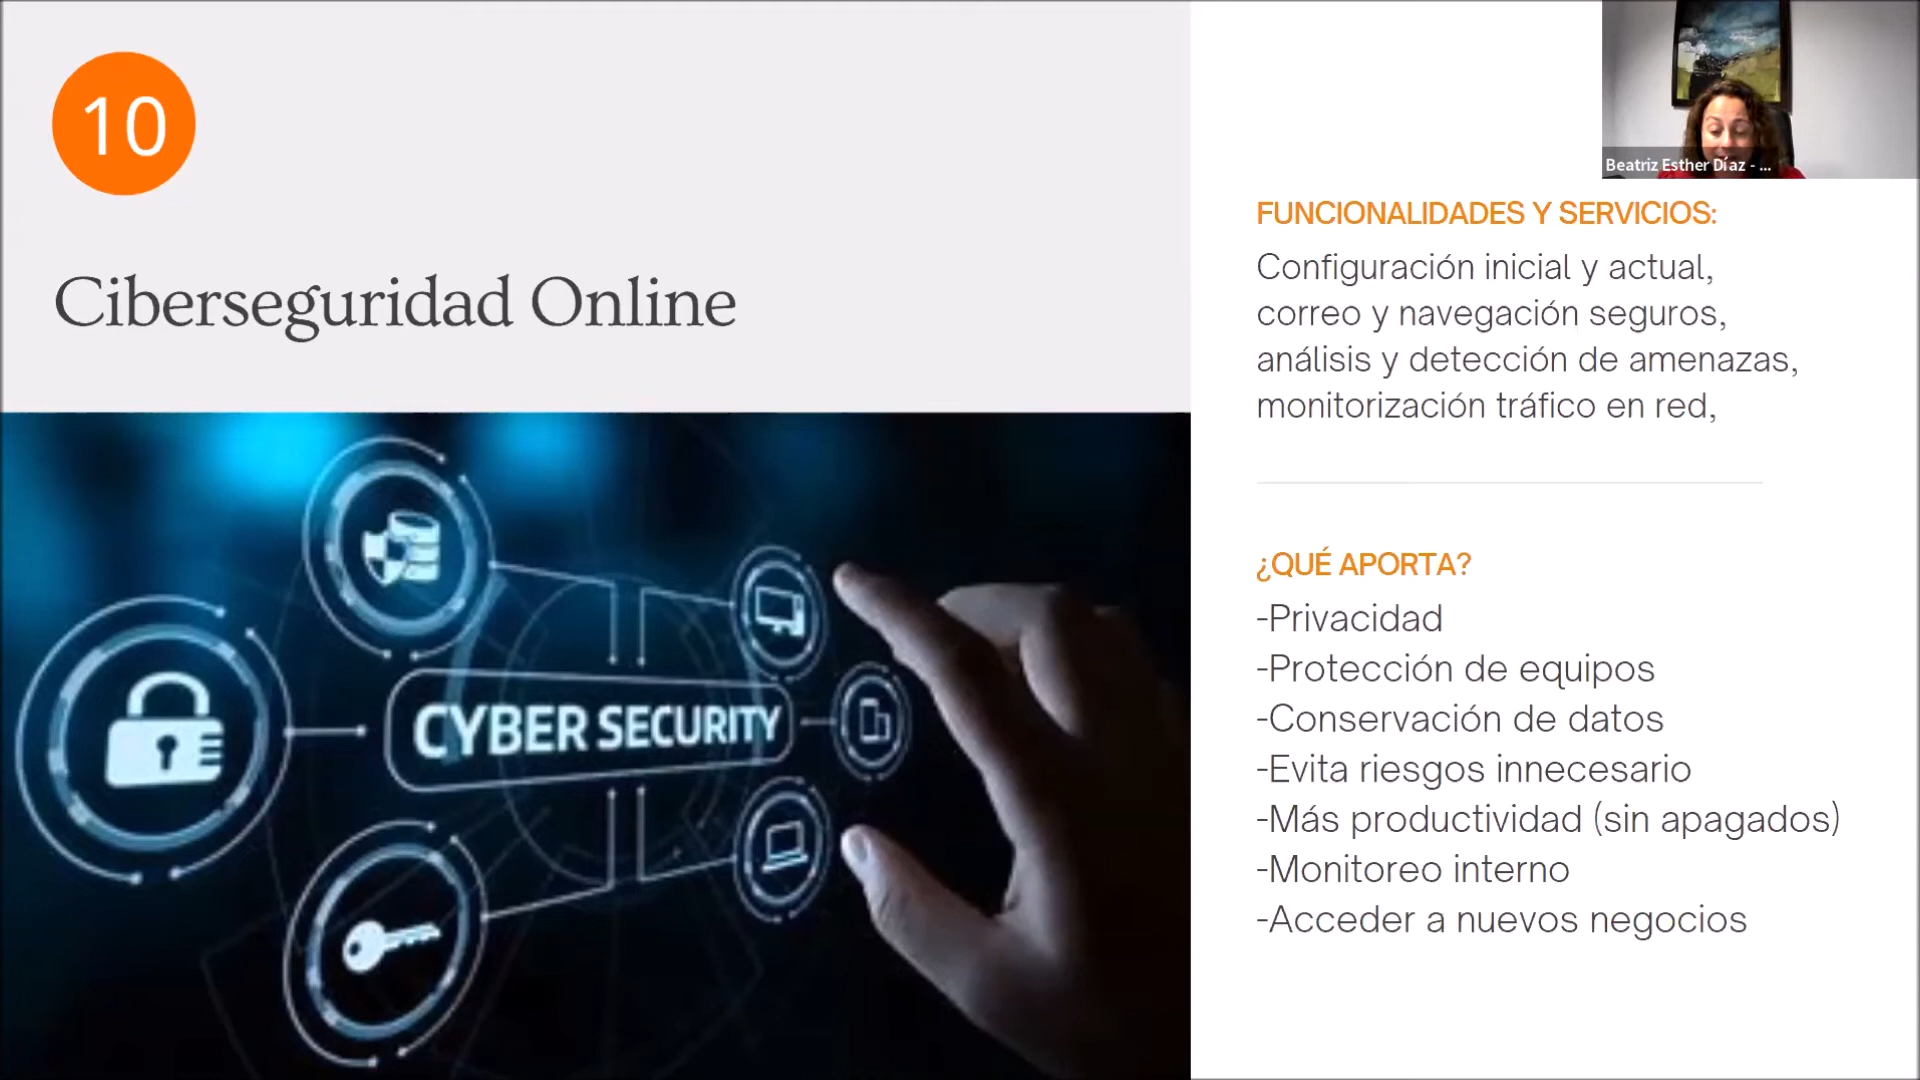 10
Ciberseguridad Online
CYBER SECURITY
Beatriz Esther Díaz - ...
FUNCIONALIDADES Y SERVICIOS:
Configuración inicial y actual,
correo y navegación seguros,
análisis y detección de amenazas,
monitorización tráfico en red,
¿QUÉ APORTA?
-Privacidad
-Protección de equipos
-Conservación de datos
-Evita riesgos innecesario
-Más productividad (sin apagados)
-Monitoreo interno
-Acceder a nuevos negocios